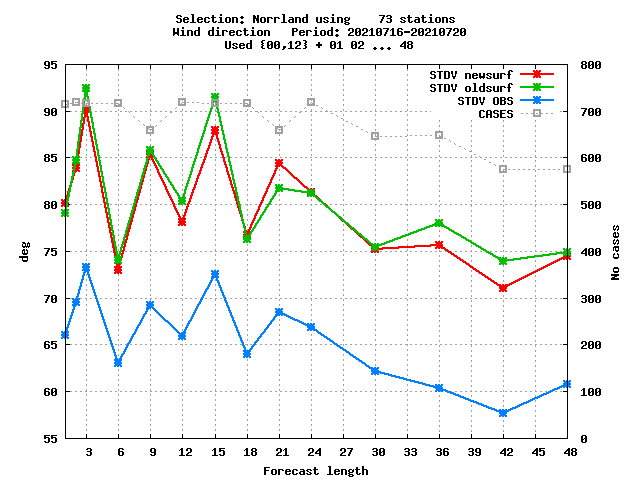 Selection: Norrland using    73 stations
Wind direction   Period: 20210716-20210720
Used {00,12} + 01 02 ... 48
95
90
85
80
75
70
65
60
55
deg
STDV newsurf
STDV oldsurf
STDV OBS
CASES
800
700
600
500
400
300
200
100
0
No cases
3 6 9 12 15 18 21 24 27 30 33 36 39 42 45 48
Forecast length